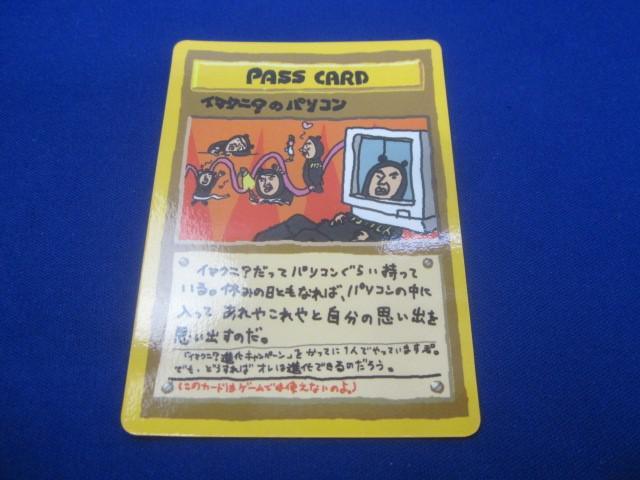 PASS CARD
イマクニ?のパソコン
イマクニ?だってパソコンぐらい持って
いる。休みの日ともなれば、パソコンの中に
入って あれやこれやと自分の思い出を
思い出すのだ。
「イマクニ?進化キャンペーン」をかってに1人でやっていますぞ。
でも、どうすれば オレは進化できるのだろう。
(このカードはゲームでは使えないのよ。)